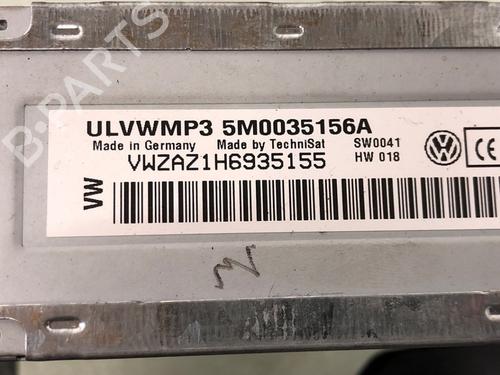 ULVWMP3 5M0035156A
Made in Germany Made by TechniSat SW0041
VWZAZ1H6935155 HW 018
VW
CE
B-PARTS